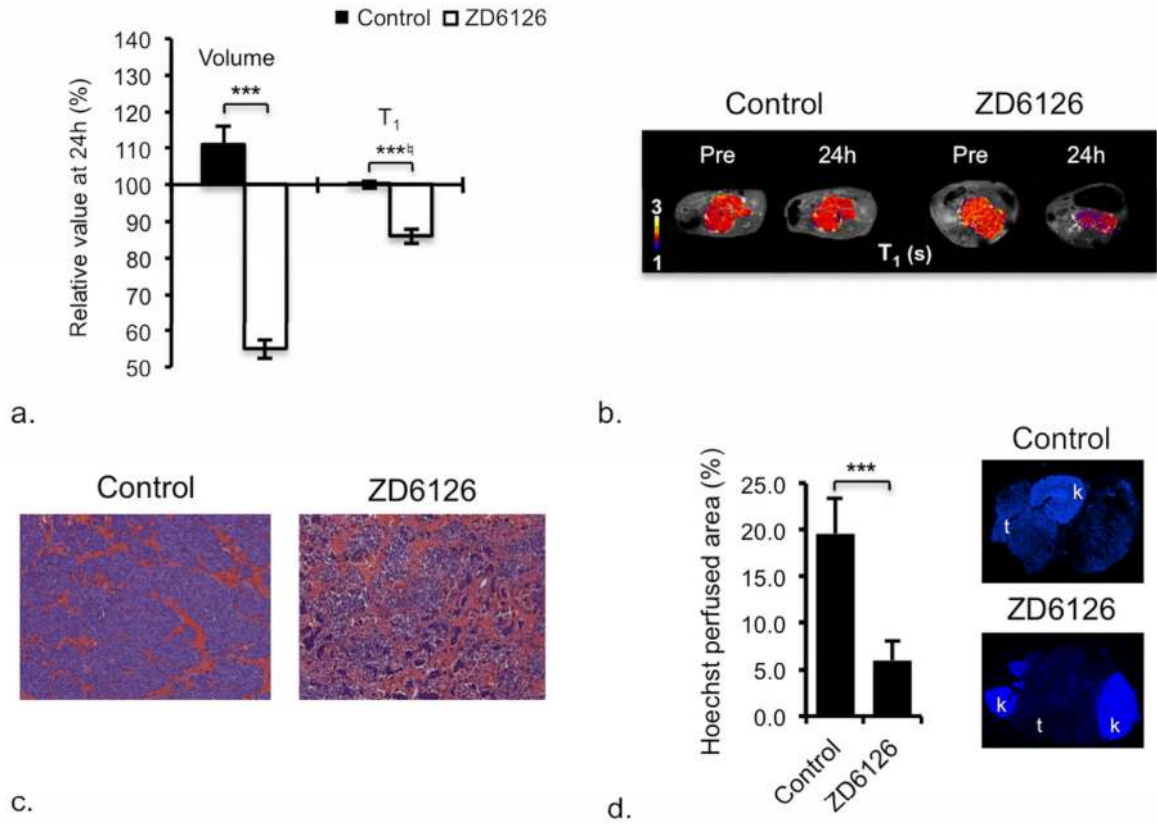 ■ Control □ ZD6126
Relative value at 24h (%)
140
130
120
110
100
90
80
70
60
50
Volume
***
T₁
***♮
a.
Control ZD6126
Pre 24h Pre 24h
3
1
T₁ (s)
b.
Control ZD6126
c.
Hoechst perfused area (%)
25.0
20.0
15.0
10.0
5.0
0.0
***
Control
ZD6126
Control
k
t
ZD6126
k
t
k
d.